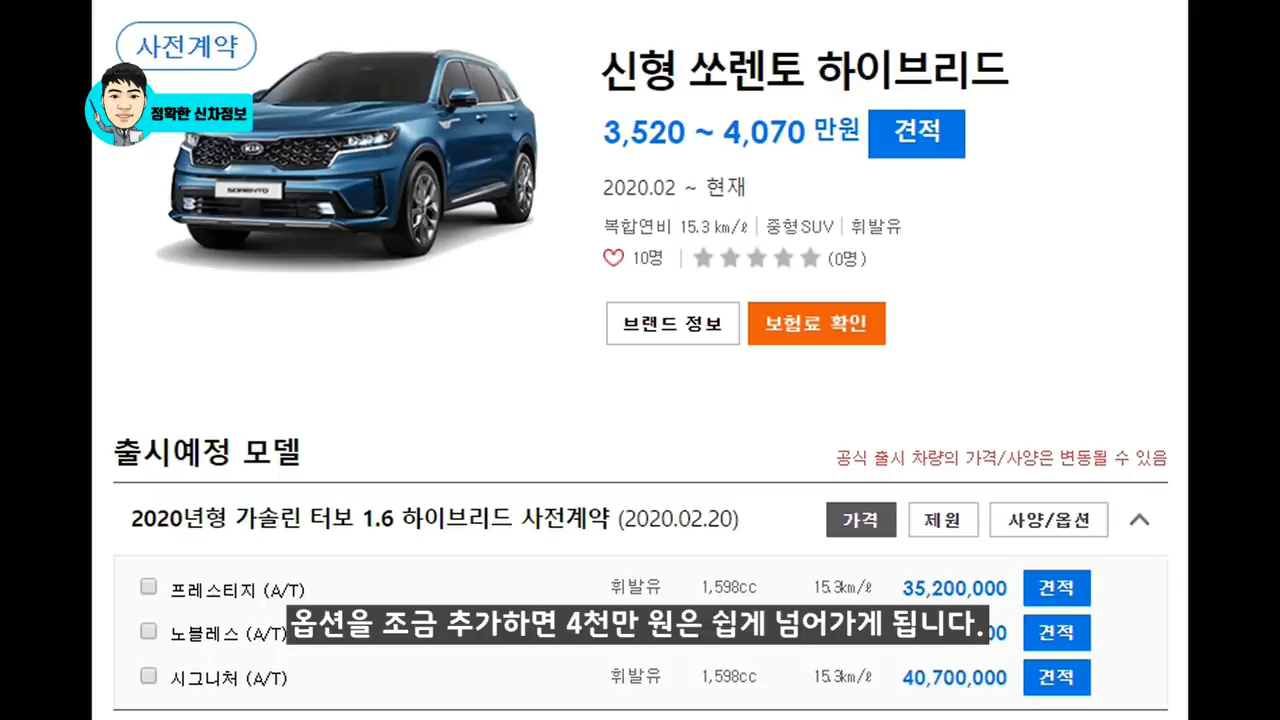 사전계약
정확한 신차정보
KIA
SORENTO
신형 쏘렌토 하이브리드
3,520 ~ 4,070 만원 견적
2020.02 ~ 현재
복합연비 15.3 km/ℓ | 중형SUV | 휘발유
10명 | (0명)
브랜드 정보 보험료 확인
출시예정 모델
공식 출시 차량의 가격/사양은 변동될 수 있음
2020년형 가솔린 터보 1.6 하이브리드 사전계약 (2020.02.20) 가격 제원 사양/옵션
프레스티지 (A/T) 휘발유 1,598cc 15.3km/ℓ 35,200,000 견적
노블레스 (A/T) 견적
옵션을 조금 추가하면 4천만 원은 쉽게 넘어가게 됩니다.
시그니처 (A/T) 휘발유 1,598cc 15.3km/ℓ 40,700,000 견적